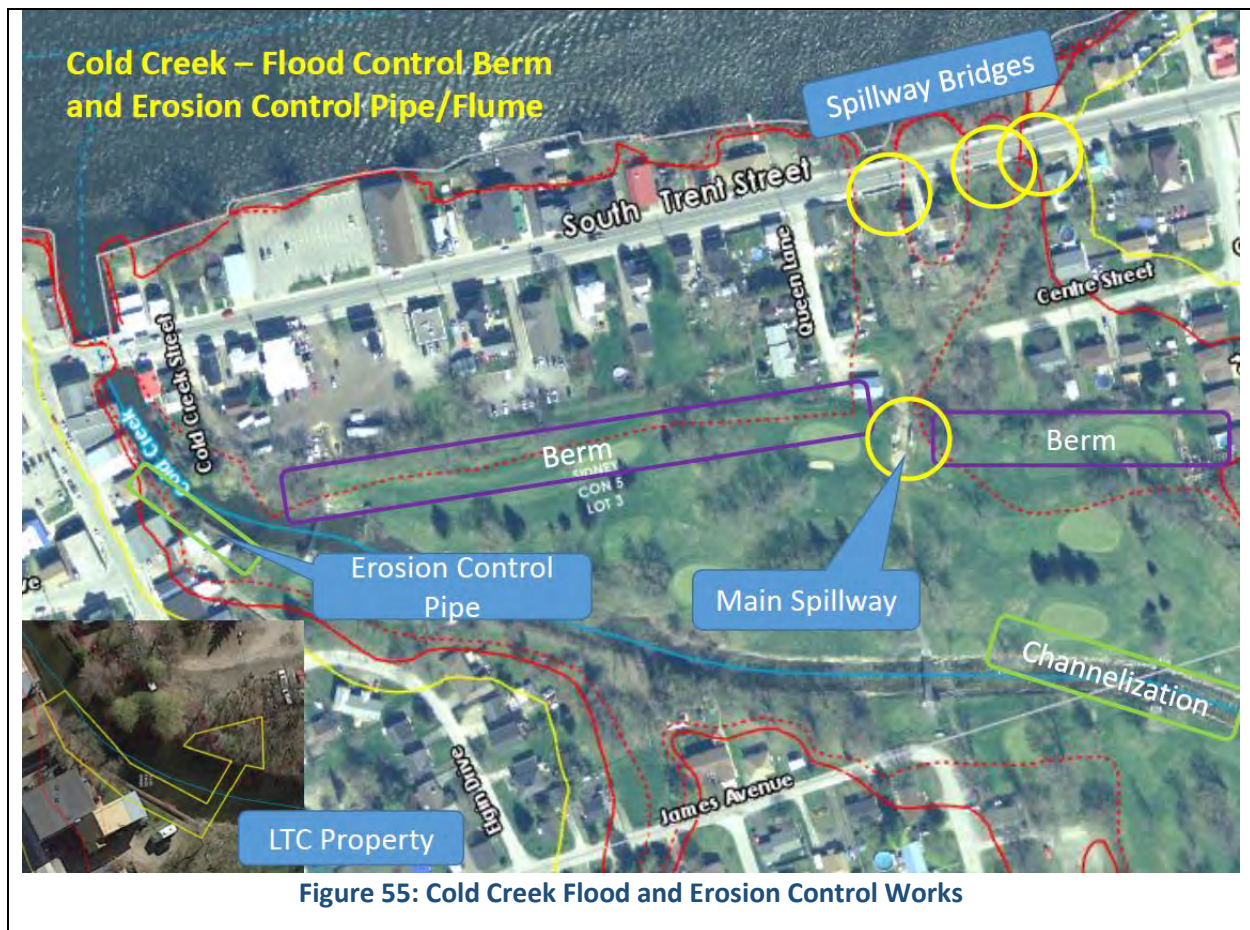 Cold Creek – Flood Control Berm
and Erosion Control Pipe/Flume
Spillway Bridges
South Trent Street
Queen Lane
Centre Street
Cold Creek Street
Cold Creek
Berm
SIDNEY
CON 5
LOT 3
Berm
Erosion Control
Pipe
Main Spillway
Channelization
Elgin Drive
James Avenue
LTC Property
Figure 55: Cold Creek Flood and Erosion Control Works